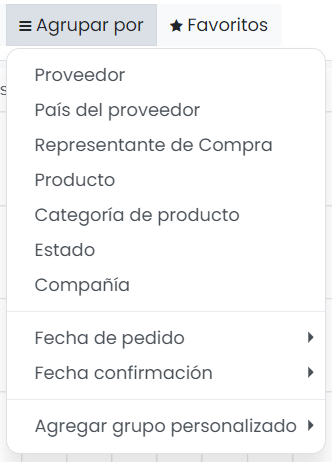 Agrupar por Favoritos
Proveedor
País del proveedor
Representante de Compra
Producto
Categoría de producto
Estado
Compañía
Fecha de pedido
Fecha confirmación
Agregar grupo personalizado